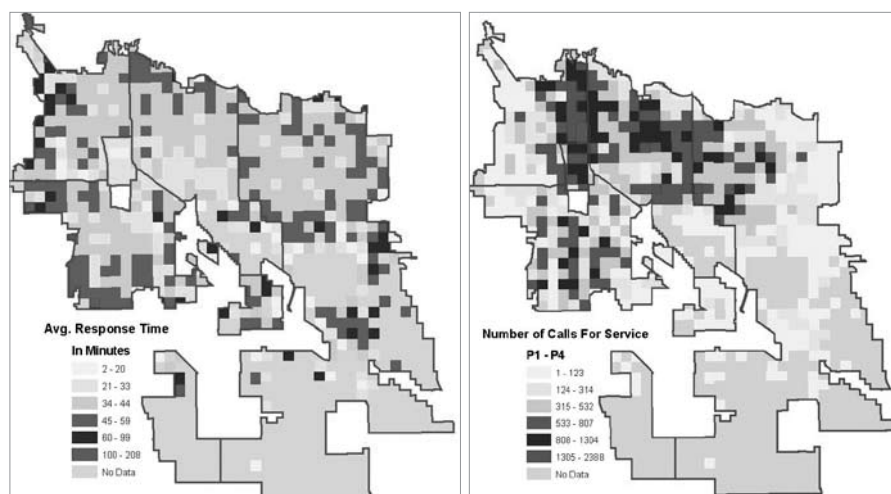 Avg. Response Time
In Minutes
2 - 20
21 - 33
34 - 44
45 - 59
60 - 99
100 - 208
No Data
Number of Calls For Service
P1 - P4
1 - 123
124 - 314
315 - 532
533 - 807
808 - 1304
1305 - 2388
No Data